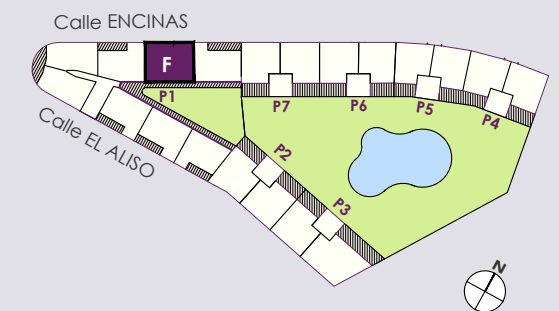 Calle ENCINAS
F
P1
P7
P6
P5
P4
Calle EL ALISO
P2
P3
N